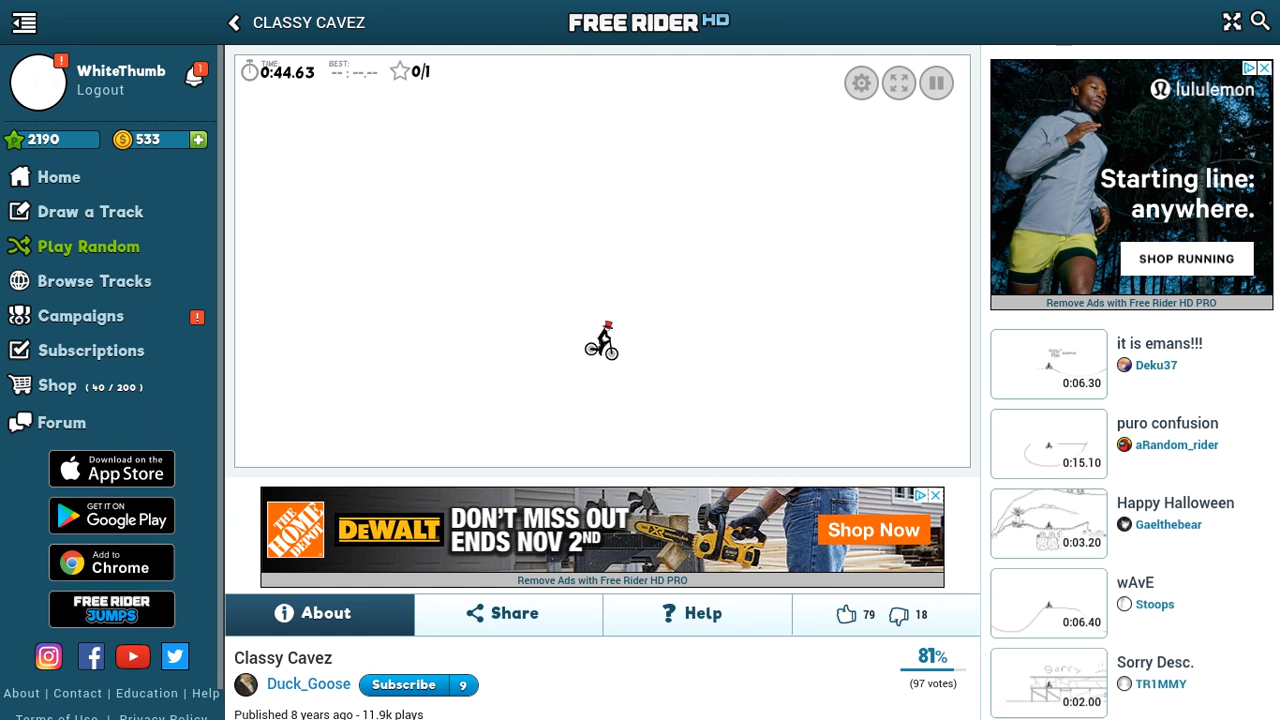 CLASSY CAVEZ
FREE RIDER HD
WhiteThumb
Logout
!
1
2190
533
Home
Draw a Track
Play Random
Browse Tracks
Campaigns
!
Subscriptions
Shop ( 40 / 200 )
Forum
Download on the
App Store
GET IT ON
Google Play
Add to
Chrome
FREE RIDER
JUMPS
About | Contact | Education | Help
Terms of Use | Privacy Policy
TIME:
0:44.63
BEST:
-- : --.--
0/1
THE HOME DEPOT
DEWALT
DON'T MISS OUT
ENDS NOV 2ND
Shop Now
Remove Ads with Free Rider HD PRO
About
Share
Help
79
18
Classy Cavez
Duck_Goose
Subscribe 9
Published 8 years ago - 11.9k plays
81%
(97 votes)
lululemon
Starting line:
anywhere.
SHOP RUNNING
Remove Ads with Free Rider HD PRO
it is emans!!!
Deku37
0:06.30
puro confusion
aRandom_rider
0:15.10
Happy Halloween
Gaelthebear
0:03.20
wAvE
Stoops
0:06.40
Sorry Desc.
TR1MMY
0:02.00